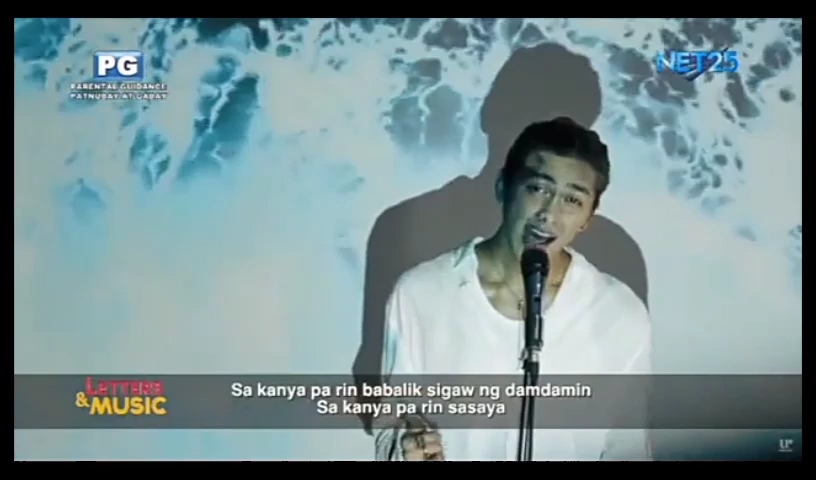 PG
PARENTAL GUIDANCE
PATNUBAY AT GABAY
NET25
LETTERS
& MUSIC
Sa kanya pa rin babalik sigaw ng damdamin
Sa kanya pa rin sasaya